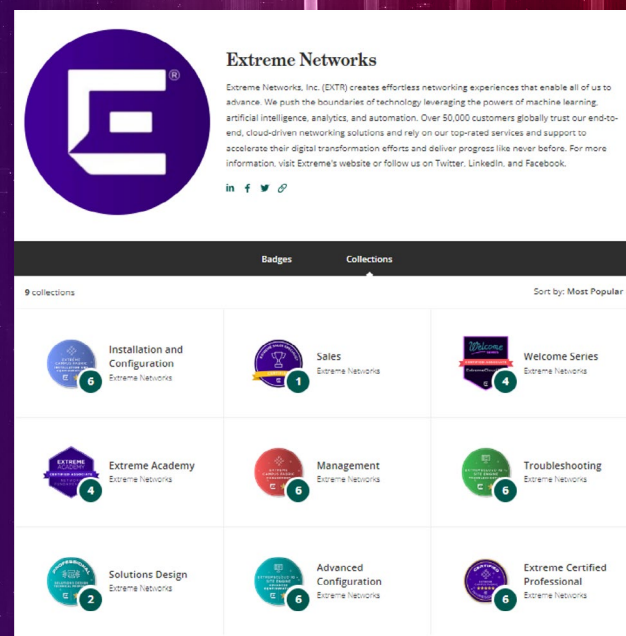 Extreme Networks
Extreme Networks, Inc. (EXTR) creates effortless networking experiences that enable all of us to
advance. We push the boundaries of technology leveraging the powers of machine learning,
artificial intelligence, analytics, and automation. Over 50,000 customers globally trust our end-to-
end, cloud-driven networking solutions and rely on our top-rated services and support to
accelerate their digital transformation efforts and deliver progress like never before. For more
information, visit Extreme's website or follow us on Twitter, LinkedIn, and Facebook.
Badges Collections
9 collections Sort by: Most Popular
6
Installation and
Configuration
Extreme Networks
1
Sales
Extreme Networks
Welcome
4
Welcome Series
Extreme Networks
EXTREME
ACADEMY
4
Extreme Academy
Extreme Networks
6
Management
Extreme Networks
6
Troubleshooting
Extreme Networks
PROFESSIONAL
2
Solutions Design
Extreme Networks
6
Advanced
Configuration
Extreme Networks
CERTIFIED
6
Extreme Certified
Professional
Extreme Networks